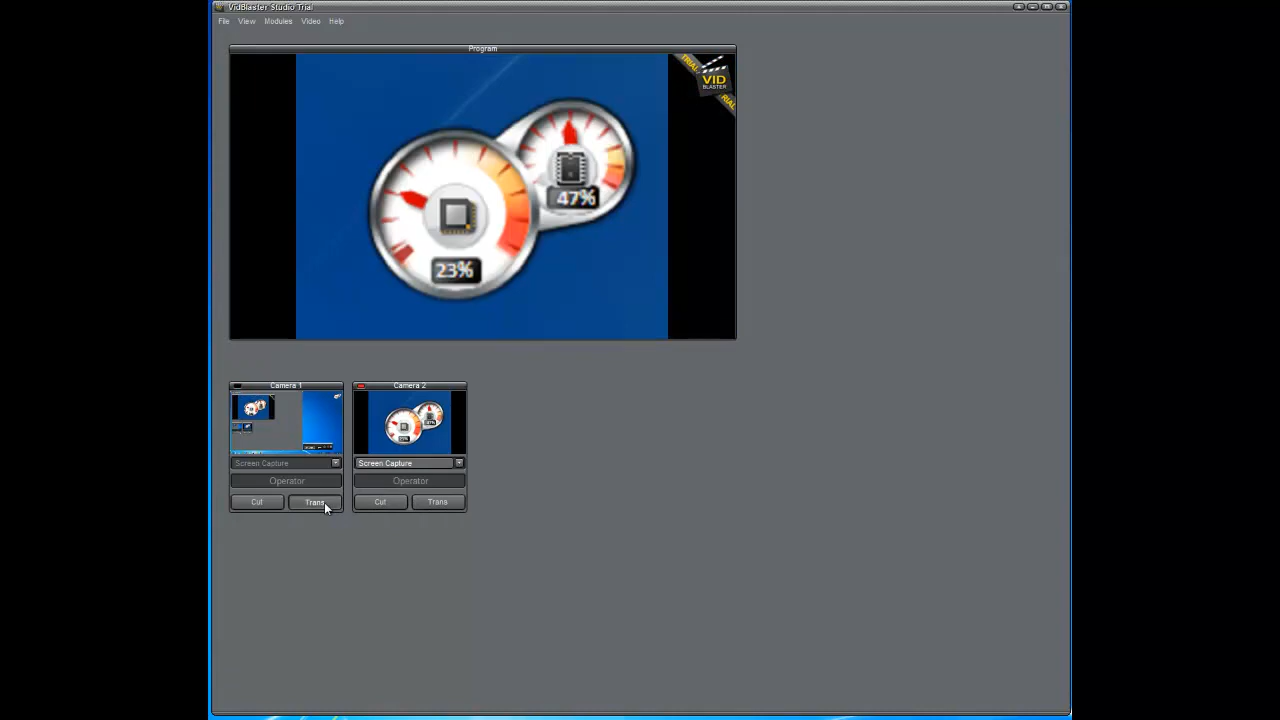 VidBlaster Studio Trial
File View Modules Video Help
Program
TRIAL
VID
BLASTER
TRIAL
47%
23%
Camera 1 Camera 2
Screen Capture Screen Capture
Operator Operator
Cut Trans Cut Trans